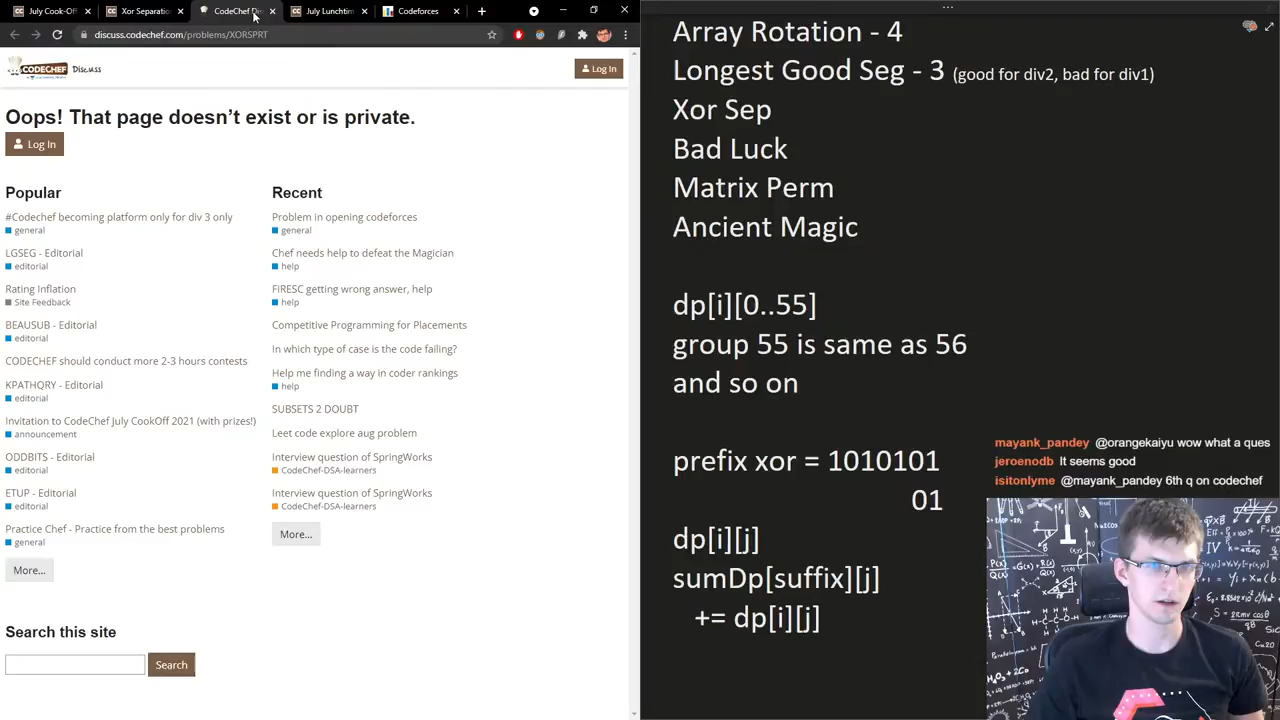 July Cook-Off
Xor Separatio
CodeChef Dis
July Lunchtim
Codeforces
discuss.codechef.com/problems/XORSPRT
CODECHEF Discuss
Log In
Oops! That page doesn't exist or is private.
Log In
Popular
#Codechef becoming platform only for div 3 only
general
LGSEG - Editorial
editorial
Rating Inflation
Site Feedback
BEAUSUB - Editorial
editorial
CODECHEF should conduct more 2-3 hours contests
KPATHQRY - Editorial
editorial
Invitation to CodeChef July CookOff 2021 (with prizes!)
announcement
ODDBITS - Editorial
editorial
ETUP - Editorial
editorial
Practice Chef - Practice from the best problems
general
More...
Recent
Problem in opening codeforces
general
Chef needs help to defeat the Magician
help
FIRESC getting wrong answer, help
help
Competitive Programming for Placements
In which type of case is the code failing?
Help me finding a way in coder rankings
help
SUBSETS 2 DOUBT
Leet code explore aug problem
Interview question of SpringWorks
CodeChef-DSA-learners
Interview question of SpringWorks
CodeChef-DSA-learners
More...
Search this site
Search
Array Rotation - 4
Longest Good Seg - 3 (good for div2, bad for div1)
Xor Sep
Bad Luck
Matrix Perm
Ancient Magic
dp[i][0..55]
group 55 is same as 56
and so on
prefix xor = 1010101
01
dp[i][j]
sumDp[suffix][j]
+= dp[i][j]
mayank_pandey @orangekaiyu wow what a ques
jeroenodb It seems good
isitonlyme @mayank_pandey 6th q on codechef